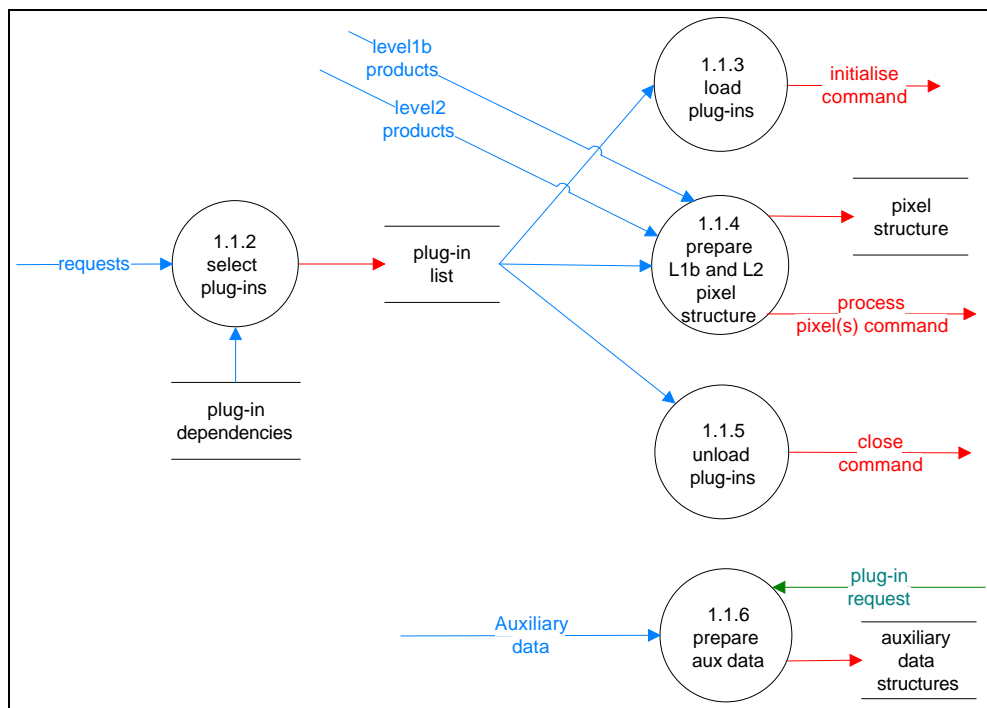 level1b
products
level2
products
1.1.3
load
plug-ins
initialise
command
requests
1.1.2
select
plug-ins
plug-in
list
1.1.4
prepare
L1b and L2
pixel
structure
pixel
structure
process
pixel(s) command
plug-in
dependencies
1.1.5
unload
plug-ins
close
command
Auxiliary
data
1.1.6
prepare
aux data
plug-in
request
auxiliary
data
structures